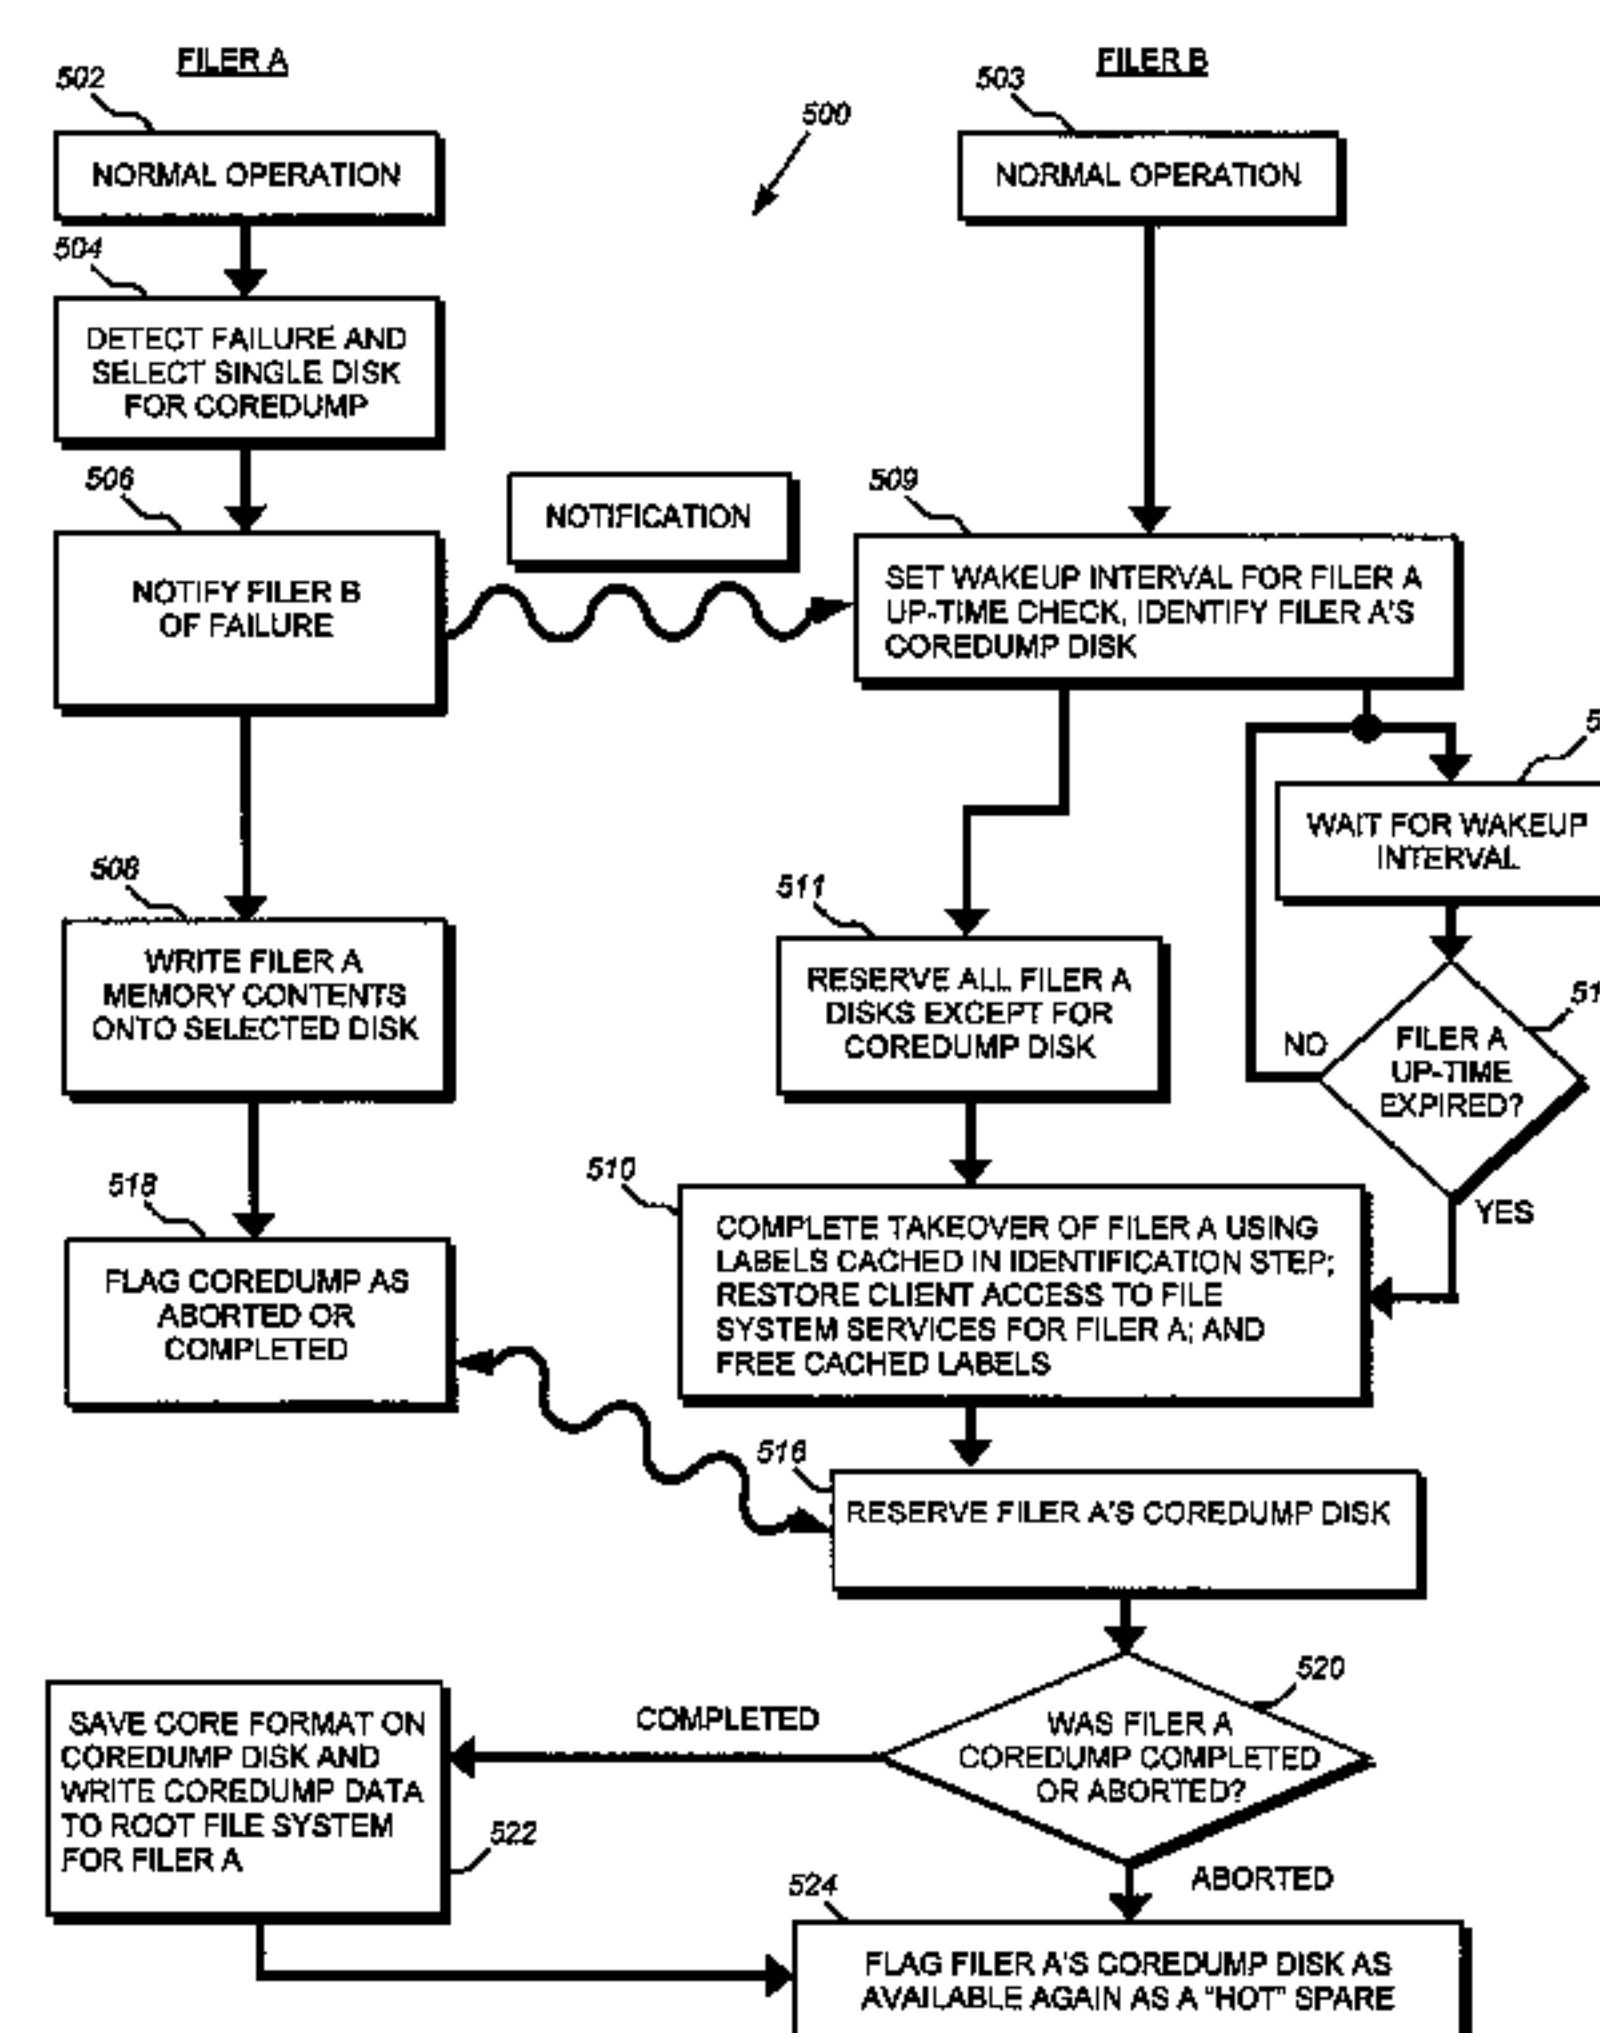 FILER A
FILER B
502
503
500
NORMAL OPERATION
NORMAL OPERATION
504
DETECT FAILURE AND
SELECT SINGLE DISK
FOR COREDUMP
506
NOTIFICATION
509
NOTIFY FILER B
OF FAILURE
SET WAKEUP INTERVAL FOR FILER A
UP-TIME CHECK, IDENTIFY FILER A'S
COREDUMP DISK
WAIT FOR WAKEUP
INTERVAL
508
511
WRITE FILER A
MEMORY CONTENTS
ONTO SELECTED DISK
RESERVE ALL FILER A
DISKS EXCEPT FOR
COREDUMP DISK
NO
FILER A
UP-TIME
EXPIRED?
YES
518
510
FLAG COREDUMP AS
ABORTED OR
COMPLETED
COMPLETE TAKEOVER OF FILER A USING
LABELS CACHED IN IDENTIFICATION STEP;
RESTORE CLIENT ACCESS TO FILE
SYSTEM SERVICES FOR FILER A; AND
FREE CACHED LABELS
516
RESERVE FILER A'S COREDUMP DISK
520
COMPLETED
WAS FILER A
COREDUMP COMPLETED
OR ABORTED?
SAVE CORE FORMAT ON
COREDUMP DISK AND
WRITE COREDUMP DATA
TO ROOT FILE SYSTEM
FOR FILER A
522
ABORTED
524
FLAG FILER A'S COREDUMP DISK AS
AVAILABLE AGAIN AS A "HOT" SPARE